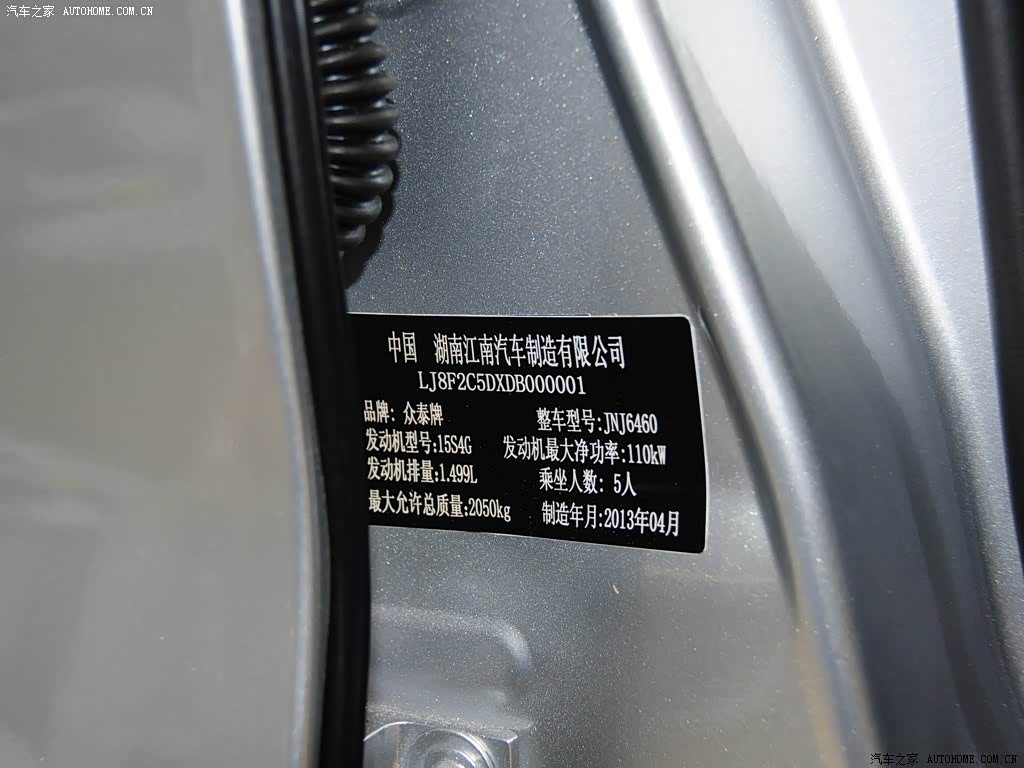 汽车之家 AUTOHOME.COM.CN
中国 湖南江南汽车制造有限公司
LJ8F2C5DXDB000001
品牌: 众泰牌 整车型号:JNJ6460
发动机型号:15S4G 发动机最大净功率:110kW
发动机排量:1.499L 乘坐人数: 5人
最大允许总质量:2050kg 制造年月:2013年04月
汽车之家 AUTOHOME.COM.CN